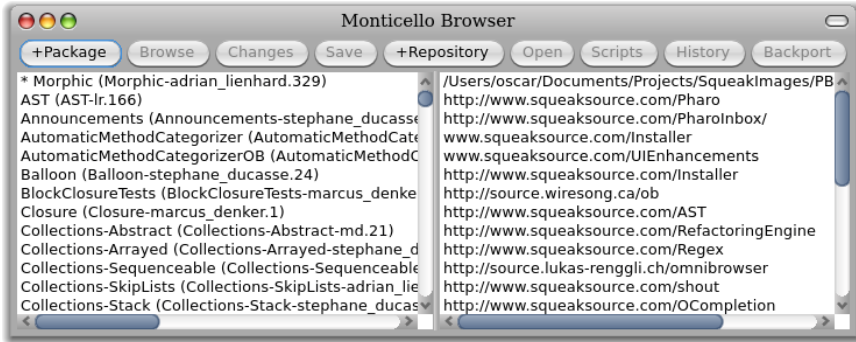 Monticello Browser
+Package Browse Changes Save +Repository Open Scripts History Backport
* Morphic (Morphic-adrian_lienhard.329)
AST (AST-lr.166)
Announcements (Announcements-stephane_ducasse
AutomaticMethodCategorizer (AutomaticMethodCate
AutomaticMethodCategorizerOB (AutomaticMethodC
Balloon (Balloon-stephane_ducasse.24)
BlockClosureTests (BlockClosureTests-marcus_denke
Closure (Closure-marcus_denker.1)
Collections-Abstract (Collections-Abstract-md.21)
Collections-Arrayed (Collections-Arrayed-stephane_d
Collections-Sequenceable (Collections-Sequenceable
Collections-SkipLists (Collections-SkipLists-adrian_lie
Collections-Stack (Collections-Stack-stephane_ducas
/Users/oscar/Documents/Projects/SqueakImages/PB
http://www.squeaksource.com/Pharo
http://www.squeaksource.com/PharoInbox/
www.squeaksource.com/Installer
www.squeaksource.com/UIEnhancements
http://www.squeaksource.com/Installer
http://source.wiresong.ca/ob
http://www.squeaksource.com/AST
http://www.squeaksource.com/RefactoringEngine
http://www.squeaksource.com/Regex
http://source.lukas-renggli.ch/omnibrowser
http://www.squeaksource.com/shout
http://www.squeaksource.com/OCompletion